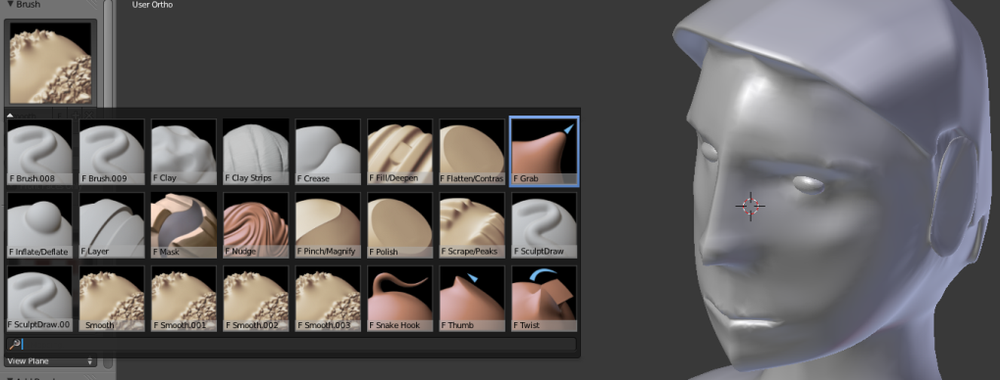 Brush
User Ortho
F Brush.008
F Brush.009
F Clay
F Clay Strips
F Crease
F Fill/Deepen
F Flatten/Contras
F Grab
F Inflate/Deflate
F Layer
F Mask
F Nudge
F Pinch/Magnify
F Polish
F Scrape/Peaks
F SculptDraw
F SculptDraw.00
Smooth
F Smooth.001
F Smooth.002
F Smooth.003
F Snake Hook
F Thumb
F Twist
View Plane